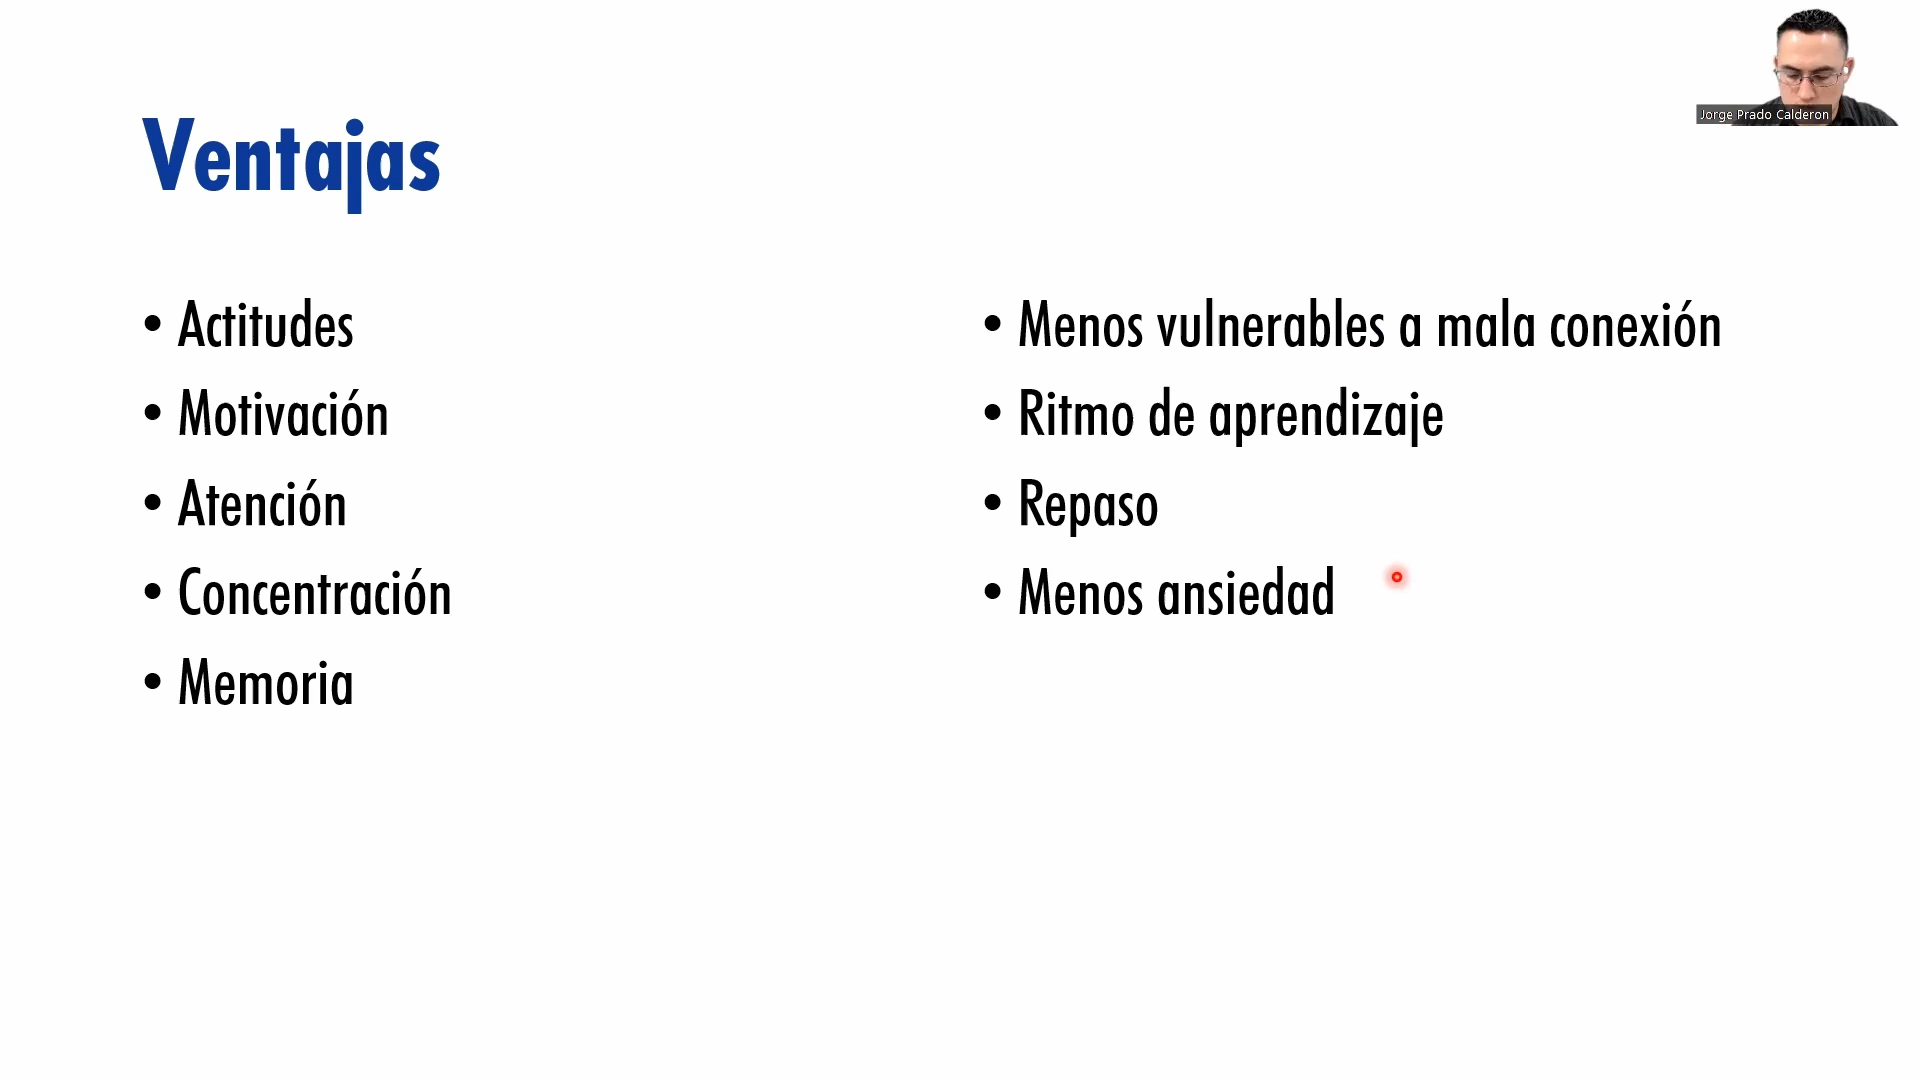 Ventajas
• Actitudes
• Motivación
• Atención
• Concentración
• Memoria
• Menos vulnerables a mala conexión
• Ritmo de aprendizaje
• Repaso
• Menos ansiedad
Jorge Prado Calderon